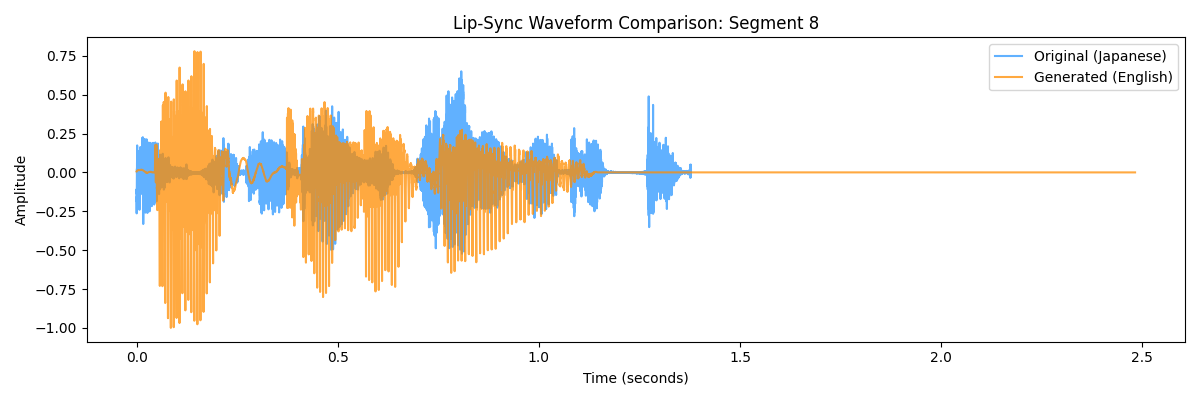 Lip-Sync Waveform Comparison: Segment 8
Original (Japanese)
Generated (English)
Amplitude
0.75
0.50
0.25
0.00
−0.25
−0.50
−0.75
−1.00
0.0
0.5
1.0
1.5
2.0
2.5
Time (seconds)